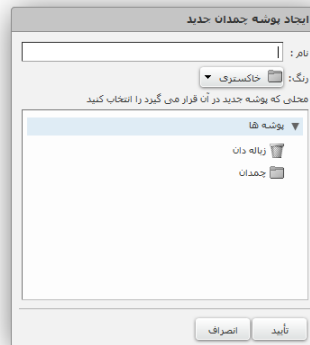 ایجاد پوشه چمدان جدید
نام :
رنگ: خاکستری
محلی که پوشه جدید در آن قرار می گیرد را انتخاب کنید
پوشه ها
زباله دان
چمدان
تأیید انصراف